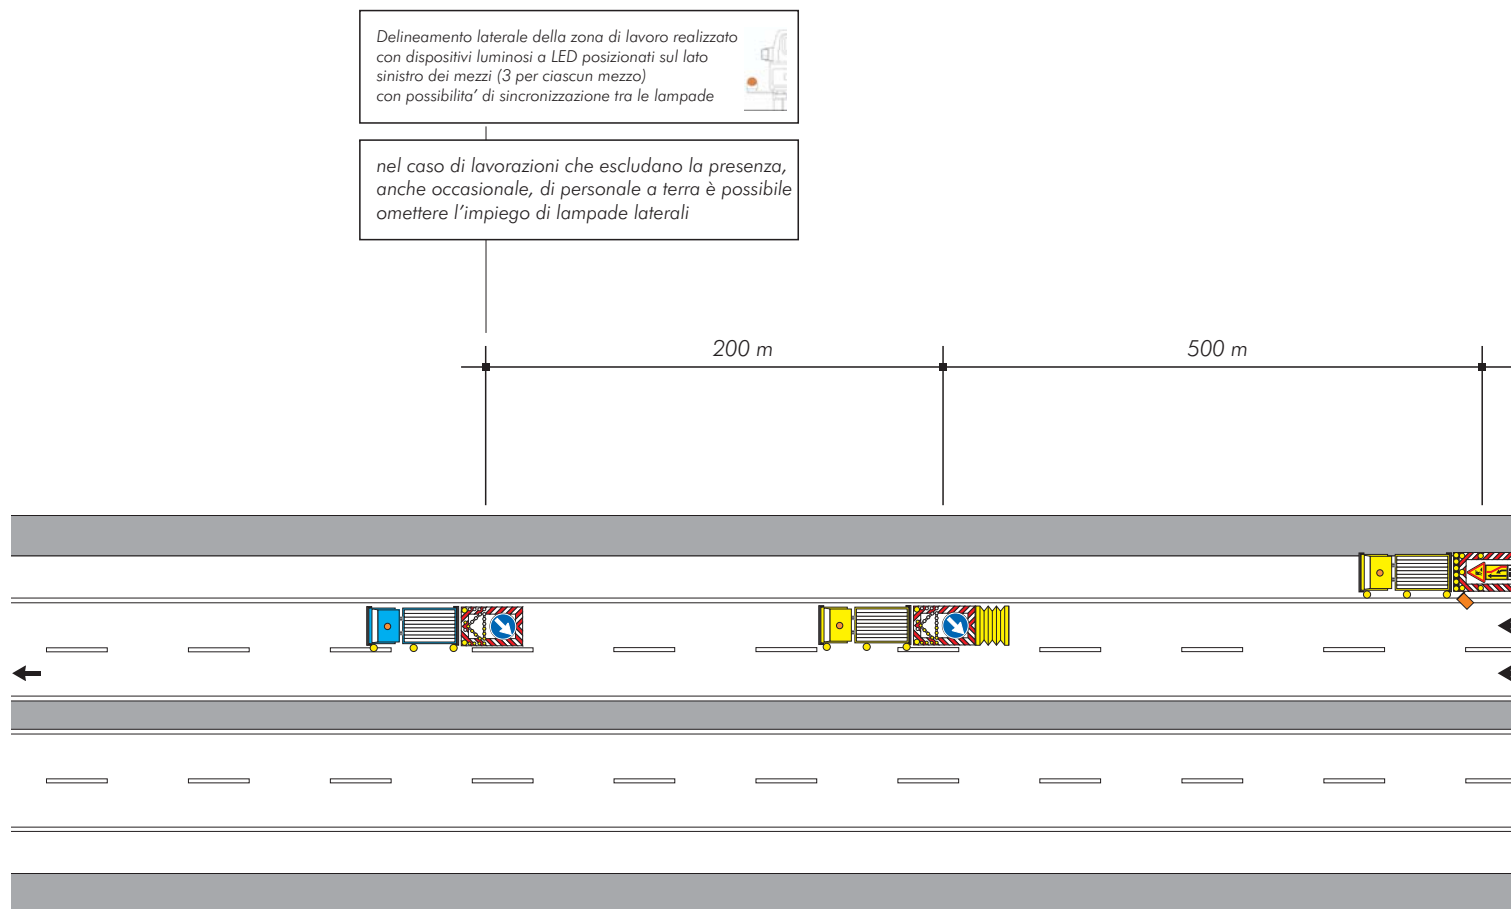 Delineamento laterale della zona di lavoro realizzato
con dispositivi luminosi a LED posizionati sul lato
sinistro dei mezzi (3 per ciascun mezzo)
con possibilita' di sincronizzazione tra le lampade
nel caso di lavorazioni che escludano la presenza,
anche occasionale, di personale a terra è possibile
omettere l'impiego di lampade laterali
200 m
500 m